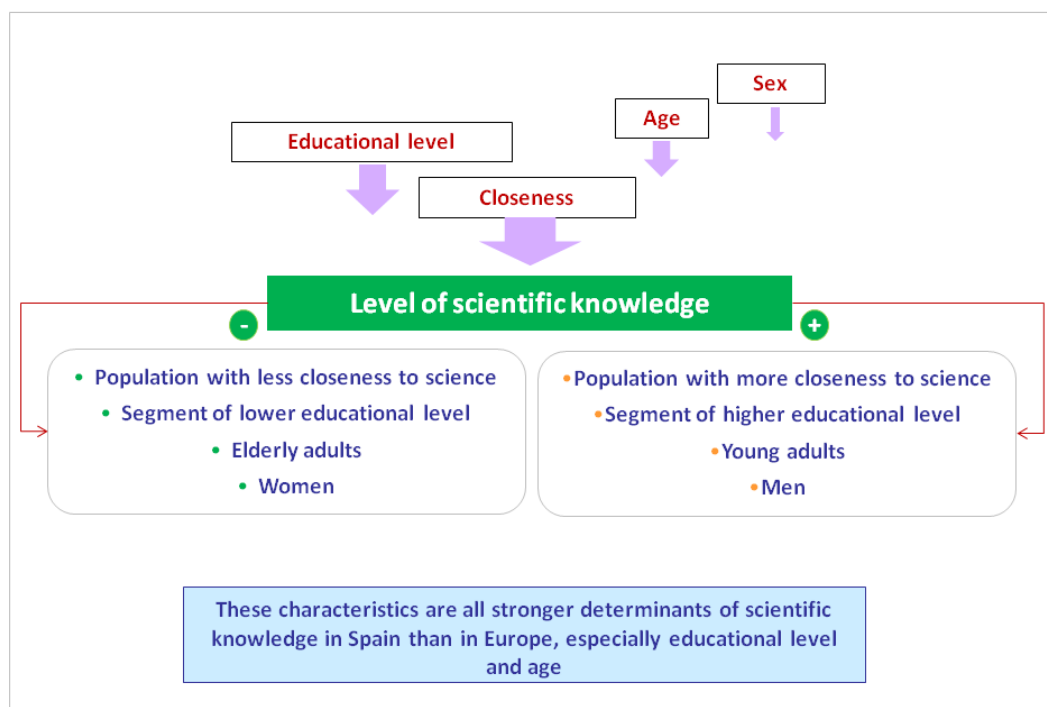 Sex
Age
Educational level
Closeness
Level of scientific knowledge
-
+
• Population with less closeness to science
• Segment of lower educational level
• Elderly adults
• Women
•Population with more closeness to science
•Segment of higher educational level
•Young adults
•Men
These characteristics are all stronger determinants of scientific
knowledge in Spain than in Europe, especially educational level
and age